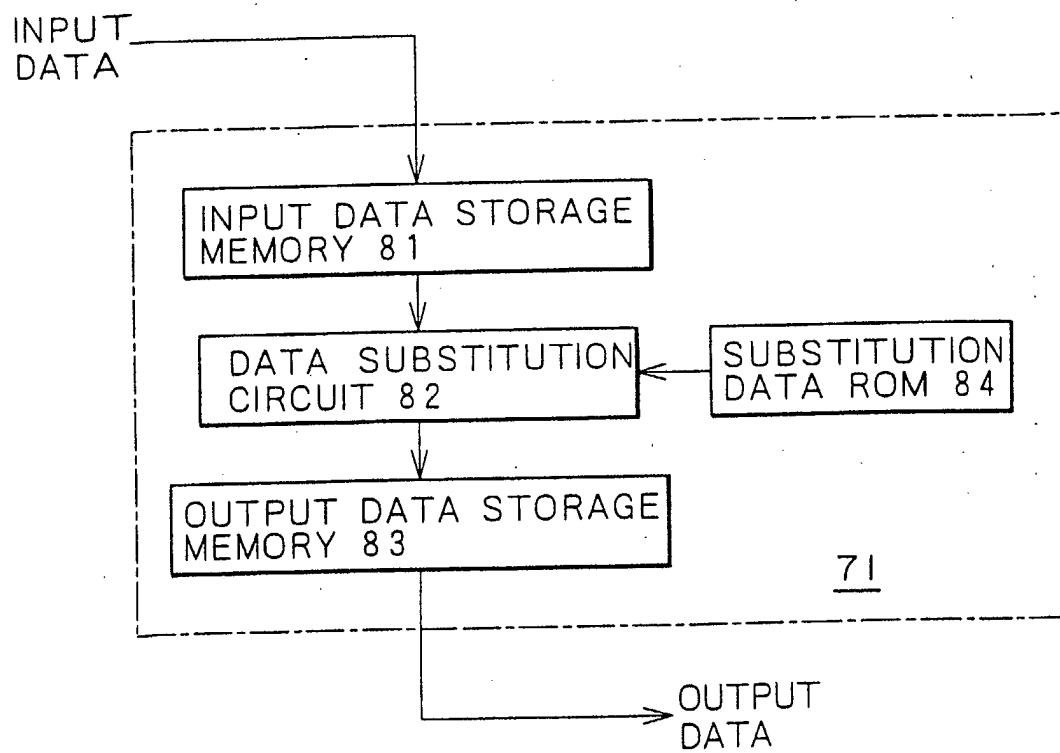 INPUT
DATA
INPUT DATA STORAGE
MEMORY 81
DATA SUBSTITUTION
CIRCUIT 82
SUBSTITUTION
DATA ROM 84
OUTPUT DATA STORAGE
MEMORY 83
71
OUTPUT
DATA